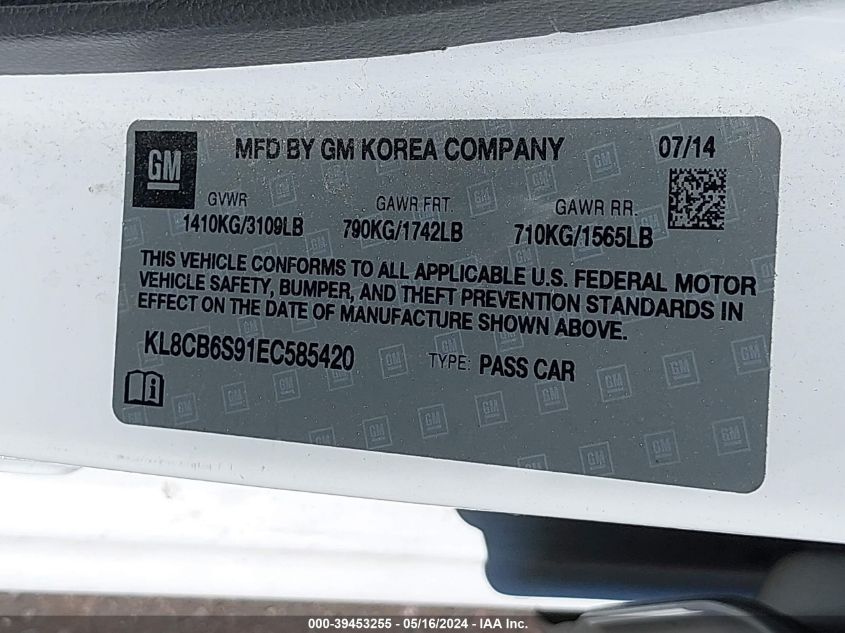 GM MFD BY GM KOREA COMPANY 07/14
GVWR GAWR FRT. GAWR RR.
1410KG/3109LB 790KG/1742LB 710KG/1565LB
THIS VEHICLE CONFORMS TO ALL APPLICABLE U.S. FEDERAL MOTOR
VEHICLE SAFETY, BUMPER, AND THEFT PREVENTION STANDARDS IN
EFFECT ON THE DATE OF MANUFACTURE SHOWN ABOVE.
KL8CB6S91EC585420 TYPE: PASS CAR
000-39453255 - 05/16/2024 - IAA Inc.